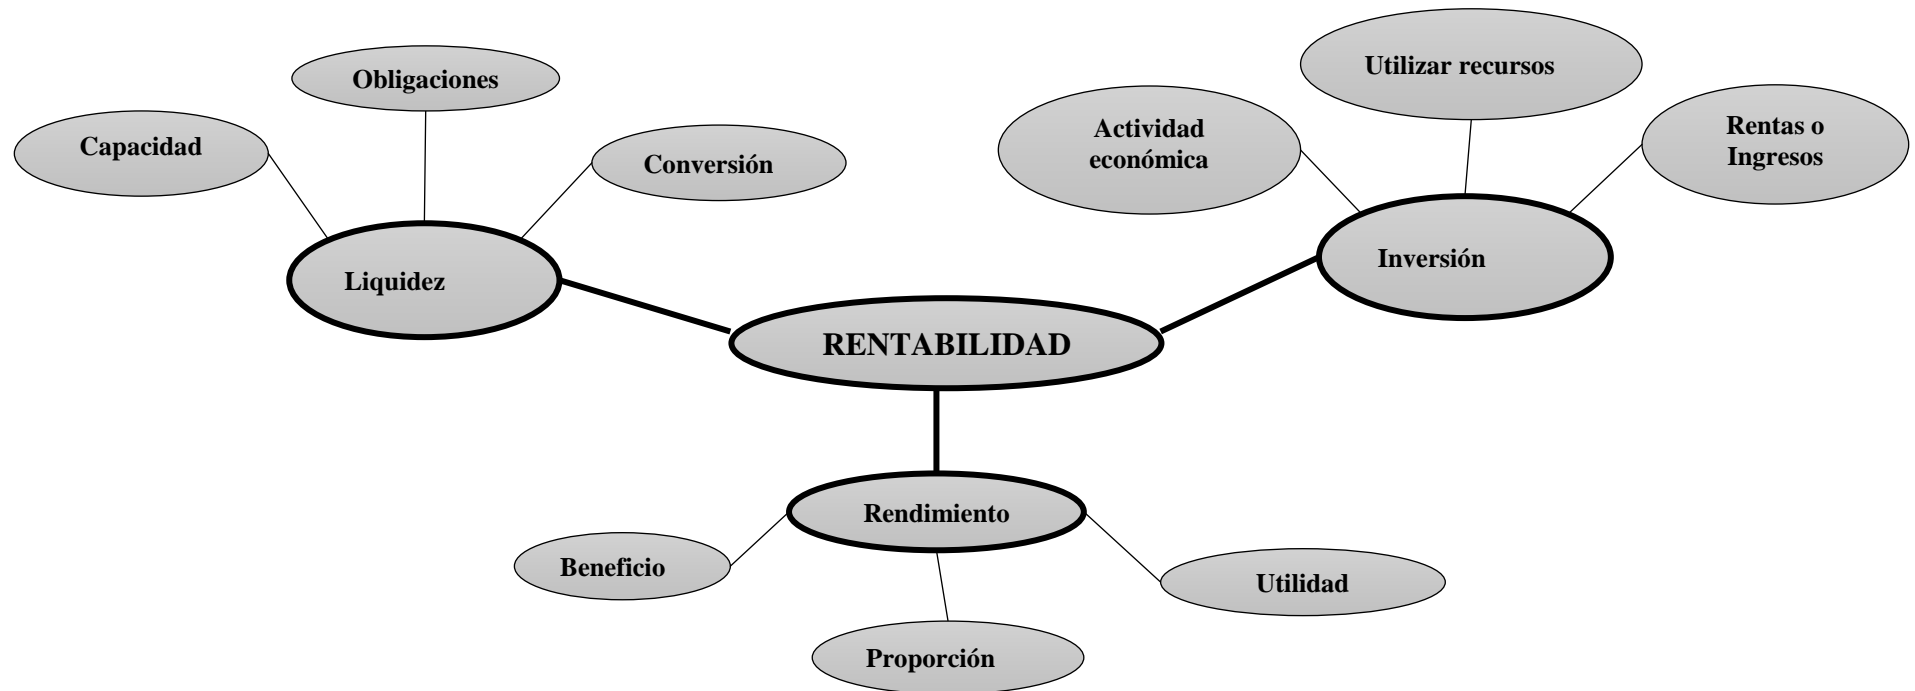 Utilizar recursos
Obligaciones
Actividad
económica
Rentas o
Ingresos
Capacidad
Conversión
Liquidez
Inversión
RENTABILIDAD
Rendimiento
Beneficio
Utilidad
Proporción